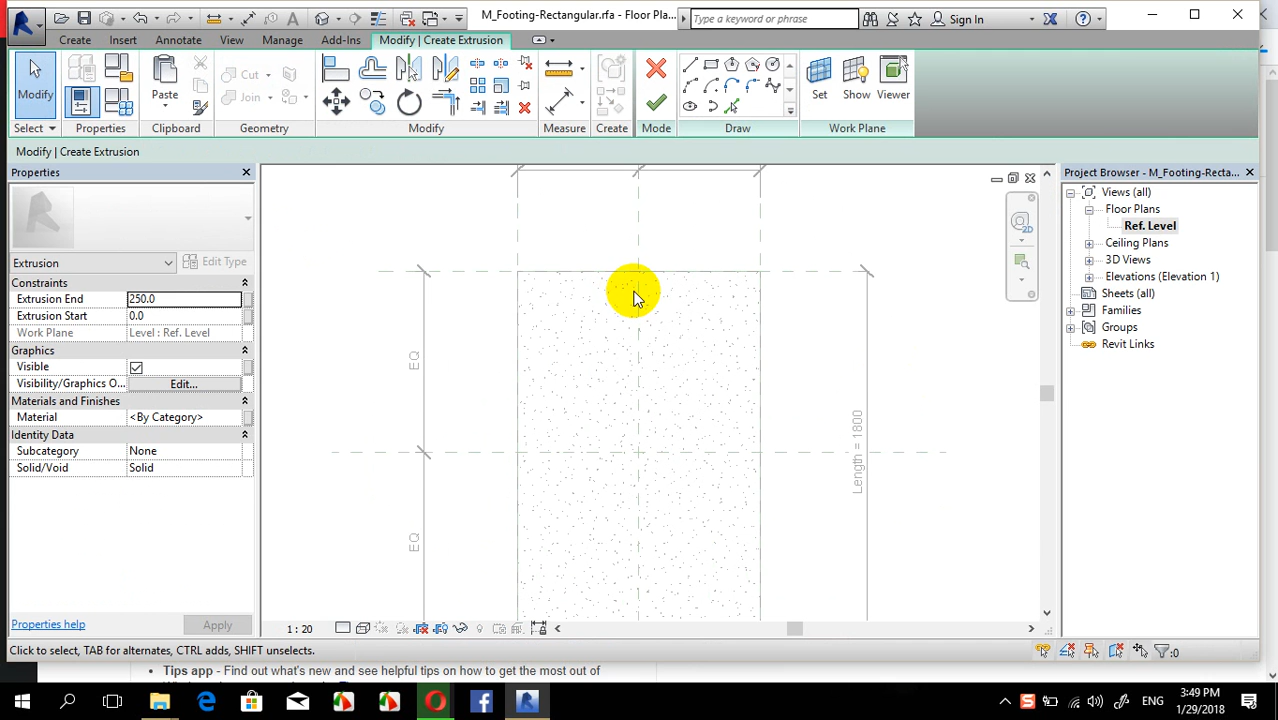 M_Footing-Rectangular.rfa - Floor Pla...
Type a keyword or phrase
Sign In
Create
Insert
Annotate
View
Manage
Add-Ins
Modify | Create Extrusion
Modify
Paste
Cut
Join
Create
Set
Show
Viewer
Select
Properties
Clipboard
Geometry
Modify
Measure
Create
Mode
Draw
Work Plane
Modify | Create Extrusion
Properties
Extrusion
Edit Type
Constraints
Extrusion End 250.0
Extrusion Start 0.0
Work Plane Level : Ref. Level
Graphics
Visible
Visibility/Graphics O... Edit...
Materials and Finishes
Material <By Category>
Identity Data
Subcategory None
Solid/Void Solid
Properties help
Apply
EQ
EQ
Length = 1800
2D
1 : 20
Project Browser - M_Footing-Recta...
Views (all)
Floor Plans
Ref. Level
Ceiling Plans
3D Views
Elevations (Elevation 1)
Sheets (all)
Families
Groups
Revit Links
Click to select, TAB for alternates, CTRL adds, SHIFT unselects.
:0
Tips app - Find out what's new and see helpful tips on how to get the most out of
ENG
3:49 PM
1/29/2018